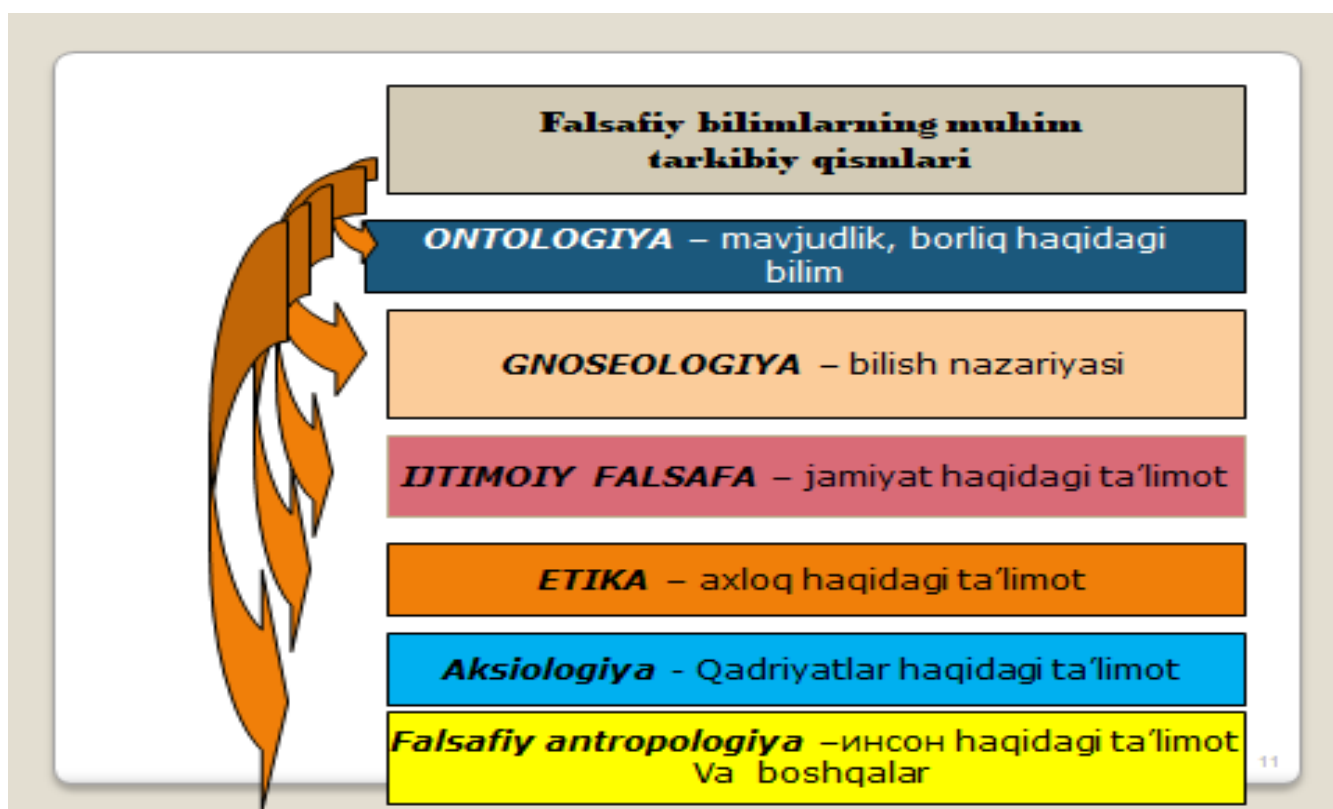 Falsafiy bilimlarning muhim
tarkibiy qismlari
ONTOLOGIYA – mavjudlik, borliq haqidagi
bilim
GNOSEOLOGIYA – bilish nazariyasi
IJTIMOIY FALSAFA – jamiyat haqidagi ta′limot
ETIKA – axloq haqidagi ta′limot
Aksiologiya - Qadriyatlar haqidagi ta′limot
Falsafiy antropologiya –инсон haqidagi ta′limot
Va boshqalar
11